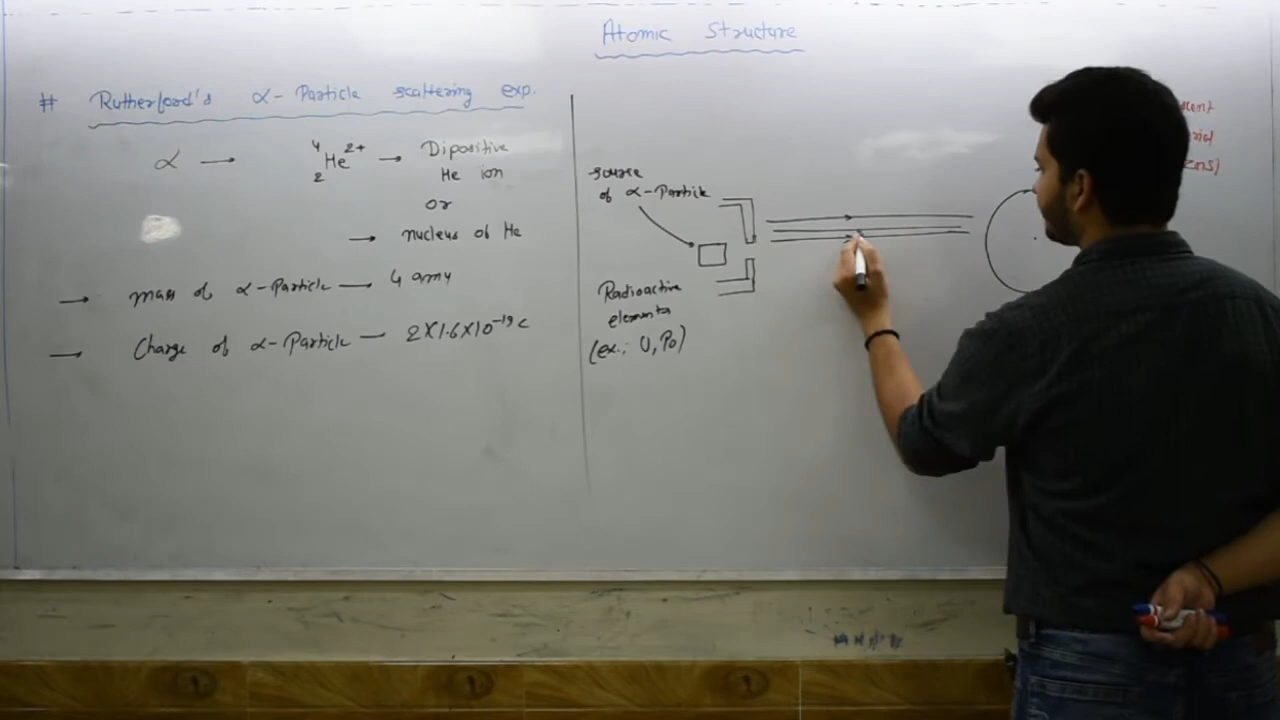 Atomic Structure
# Rutherford's α-Particle scattering exp.
α → ⁴₂He²⁺ → Dipositive
He ion
or
→ nucleus of He
→ mass of α-Particle — 4 amu
→ Charge of α-Particle — 2×1.6×10⁻¹⁹ C
source
of α-Particle
Radioactive
elements
(ex.: U, Po)